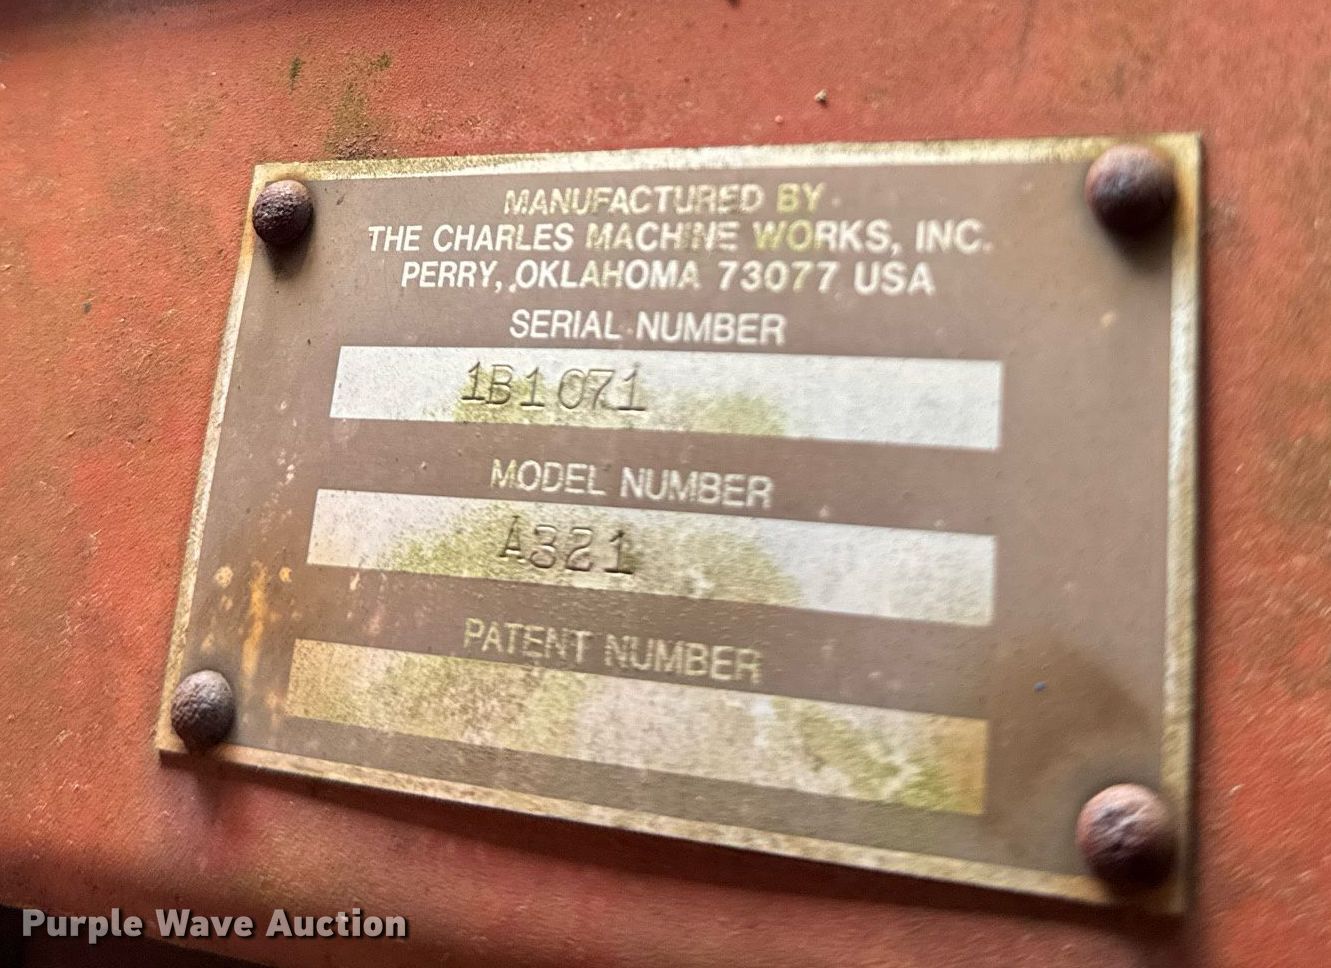 MANUFACTURED BY
THE CHARLES MACHINE WORKS, INC.
PERRY, OKLAHOMA 73077 USA
SERIAL NUMBER
1B1071
MODEL NUMBER
A321
PATENT NUMBER
Purple Wave Auction